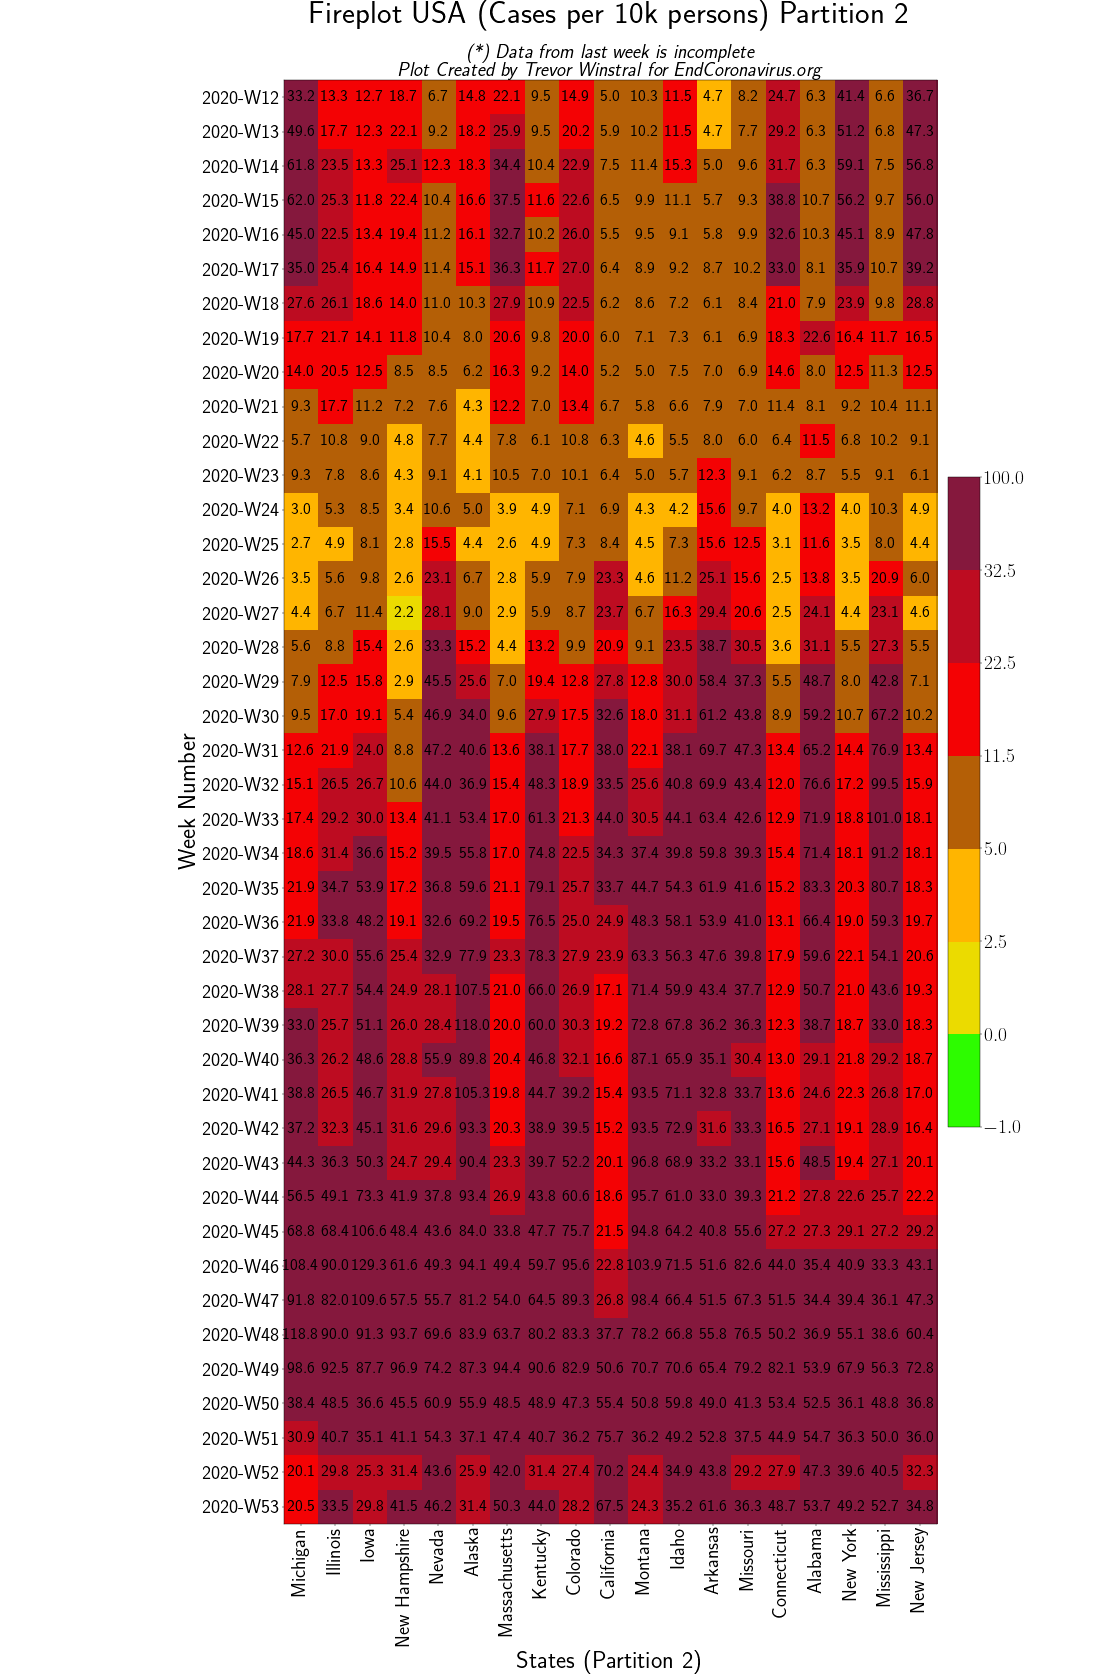 Fireplot USA (Cases per 10k persons) Partition 2
(*) Data from last week is incomplete
Plot Created by Trevor Winstral for EndCoronavirus.org
2020-W12 33.2 13.3 12.7 18.7 6.7 14.8 22.1 9.5 14.9 5.0 10.3 11.5 4.7 8.2 24.7 6.3 41.4 6.6 36.7
2020-W13 49.6 17.7 12.3 22.1 9.2 18.2 25.9 9.5 20.2 5.9 10.2 11.5 4.7 7.7 29.2 6.3 51.2 6.8 47.3
2020-W14 61.8 23.5 13.3 25.1 12.3 18.3 34.4 10.4 22.9 7.5 11.4 15.3 5.0 9.6 31.7 6.3 59.1 7.5 56.8
2020-W15 62.0 25.3 11.8 22.4 10.4 16.6 37.5 11.6 22.6 6.5 9.9 11.1 5.7 9.3 38.8 10.7 56.2 9.7 56.0
2020-W16 45.0 22.5 13.4 19.4 11.2 16.1 32.7 10.2 26.0 5.5 9.5 9.1 5.8 9.9 32.6 10.3 45.1 8.9 47.8
2020-W17 35.0 25.4 16.4 14.9 11.4 15.1 36.3 11.7 27.0 6.4 8.9 9.2 8.7 10.2 33.0 8.1 35.9 10.7 39.2
2020-W18 27.6 26.1 18.6 14.0 11.0 10.3 27.9 10.9 22.5 6.2 8.6 7.2 6.1 8.4 21.0 7.9 23.9 9.8 28.8
2020-W19 17.7 21.7 14.1 11.8 10.4 8.0 20.6 9.8 20.0 6.0 7.1 7.3 6.1 6.9 18.3 22.6 16.4 11.7 16.5
2020-W20 14.0 20.5 12.5 8.5 8.5 6.2 16.3 9.2 14.0 5.2 5.0 7.5 7.0 6.9 14.6 8.0 12.5 11.3 12.5
2020-W21 9.3 17.7 11.2 7.2 7.6 4.3 12.2 7.0 13.4 6.7 5.8 6.6 7.9 7.0 11.4 8.1 9.2 10.4 11.1
2020-W22 5.7 10.8 9.0 4.8 7.7 4.4 7.8 6.1 10.8 6.3 4.6 5.5 8.0 6.0 6.4 11.5 6.8 10.2 9.1
2020-W23 9.3 7.8 8.6 4.3 9.1 4.1 10.5 7.0 10.1 6.4 5.0 5.7 12.3 9.1 6.2 8.7 5.5 9.1 6.1
2020-W24 3.0 5.3 8.5 3.4 10.6 5.0 3.9 4.9 7.1 6.9 4.3 4.2 15.6 9.7 4.0 13.2 4.0 10.3 4.9
2020-W25 2.7 4.9 8.1 2.8 15.5 4.4 2.6 4.9 7.3 8.4 4.5 7.3 15.6 12.5 3.1 11.6 3.5 8.0 4.4
2020-W26 3.5 5.6 9.8 2.6 23.1 6.7 2.8 5.9 7.9 23.3 4.6 11.2 25.1 15.6 2.5 13.8 3.5 20.9 6.0
2020-W27 4.4 6.7 11.4 2.2 28.1 9.0 2.9 5.9 8.7 23.7 6.7 16.3 29.4 20.6 2.5 24.1 4.4 23.1 4.6
2020-W28 5.6 8.8 15.4 2.6 33.3 15.2 4.4 13.2 9.9 20.9 9.1 23.5 38.7 30.5 3.6 31.1 5.5 27.3 5.5
2020-W29 7.9 12.5 15.8 2.9 45.5 25.6 7.0 19.4 12.8 27.8 12.8 30.0 58.4 37.3 5.5 48.7 8.0 42.8 7.1
2020-W30 9.5 17.0 19.1 5.4 46.9 34.0 9.6 27.9 17.5 32.6 18.0 31.1 61.2 43.8 8.9 59.2 10.7 67.2 10.2
2020-W31 12.6 21.9 24.0 8.8 47.2 40.6 13.6 38.1 17.7 38.0 22.1 38.1 69.7 47.3 13.4 65.2 14.4 76.9 13.4
2020-W32 15.1 26.5 26.7 10.6 44.0 36.9 15.4 48.3 18.9 33.5 25.6 40.8 69.9 43.4 12.0 76.6 17.2 99.5 15.9
2020-W33 17.4 29.2 30.0 13.4 41.1 53.4 17.0 61.3 21.3 44.0 30.5 44.1 63.4 42.6 12.9 71.9 18.8 101.0 18.1
2020-W34 18.6 31.4 36.6 15.2 39.5 55.8 17.0 74.8 22.5 34.3 37.4 39.8 59.8 39.3 15.4 71.4 18.1 91.2 18.1
2020-W35 21.9 34.7 53.9 17.2 36.8 59.6 21.1 79.1 25.7 33.7 44.7 54.3 61.9 41.6 15.2 83.3 20.3 80.7 18.3
2020-W36 21.9 33.8 48.2 19.1 32.6 69.2 19.5 76.5 25.0 24.9 48.3 58.1 53.9 41.0 13.1 66.4 19.0 59.3 19.7
2020-W37 27.2 30.0 55.6 25.4 32.9 77.9 23.3 78.3 27.9 23.9 63.3 56.3 47.6 39.8 17.9 59.6 22.1 54.1 20.6
2020-W38 28.1 27.7 54.4 24.9 28.1 107.5 21.0 66.0 26.9 17.1 71.4 59.9 43.4 37.7 12.9 50.7 21.0 43.6 19.3
2020-W39 33.0 25.7 51.1 26.0 28.4 118.0 20.0 60.0 30.3 19.2 72.8 67.8 36.2 36.3 12.3 38.7 18.7 33.0 18.3
2020-W40 36.3 26.2 48.6 28.8 55.9 89.8 20.4 46.8 32.1 16.6 87.1 65.9 35.1 30.4 13.0 29.1 21.8 29.2 18.7
2020-W41 38.8 26.5 46.7 31.9 27.8 105.3 19.8 44.7 39.2 15.4 93.5 71.1 32.8 33.7 13.6 24.6 22.3 26.8 17.0
2020-W42 37.2 32.3 45.1 31.6 29.6 93.3 20.3 38.9 39.5 15.2 93.5 72.9 31.6 33.3 16.5 27.1 19.1 28.9 16.4
2020-W43 44.3 36.3 50.3 24.7 29.4 90.4 23.3 39.7 52.2 20.1 96.8 68.9 33.2 33.1 15.6 48.5 19.4 27.1 20.1
2020-W44 56.5 49.1 73.3 41.9 37.8 93.4 26.9 43.8 60.6 18.6 95.7 61.0 33.0 39.3 21.2 27.8 22.6 25.7 22.2
2020-W45 68.8 68.4 106.6 48.4 43.6 84.0 33.8 47.7 75.7 21.5 94.8 64.2 40.8 55.6 27.2 27.3 29.1 27.2 29.2
2020-W46 108.4 90.0 129.3 61.6 49.3 94.1 49.4 59.7 95.6 22.8 103.9 71.5 51.6 82.6 44.0 35.4 40.9 33.3 43.1
2020-W47 91.8 82.0 109.6 57.5 55.7 81.2 54.0 64.5 89.3 26.8 98.4 66.4 51.5 67.3 51.5 34.4 39.4 36.1 47.3
2020-W48 118.8 90.0 91.3 93.7 69.6 83.9 63.7 80.2 83.3 37.7 78.2 66.8 55.8 76.5 50.2 36.9 55.1 38.6 60.4
2020-W49 98.6 92.5 87.7 96.9 74.2 87.3 94.4 90.6 82.9 50.6 70.7 70.6 65.4 79.2 82.1 53.9 67.9 56.3 72.8
2020-W50 38.4 48.5 36.6 45.5 60.9 55.9 48.5 48.9 47.3 55.4 50.8 59.8 49.0 41.3 53.4 52.5 36.1 48.8 36.8
2020-W51 30.9 40.7 35.1 41.1 54.3 37.1 47.4 40.7 36.2 75.7 36.2 49.2 52.8 37.5 44.9 54.7 36.3 50.0 36.0
2020-W52 20.1 29.8 25.3 31.4 43.6 25.9 42.0 31.4 27.4 70.2 24.4 34.9 43.8 29.2 27.9 47.3 39.6 40.5 32.3
2020-W53 20.5 33.5 29.8 41.5 46.2 31.4 50.3 44.0 28.2 67.5 24.3 35.2 61.6 36.3 48.7 53.7 49.2 52.7 34.8
Week Number
Michigan Illinois Iowa New Hampshire Nevada Alaska Massachusetts Kentucky Colorado California Montana Idaho Arkansas Missouri Connecticut Alabama New York Mississippi New Jersey
States (Partition 2)
100.0
32.5
22.5
11.5
5.0
2.5
0.0
−1.0